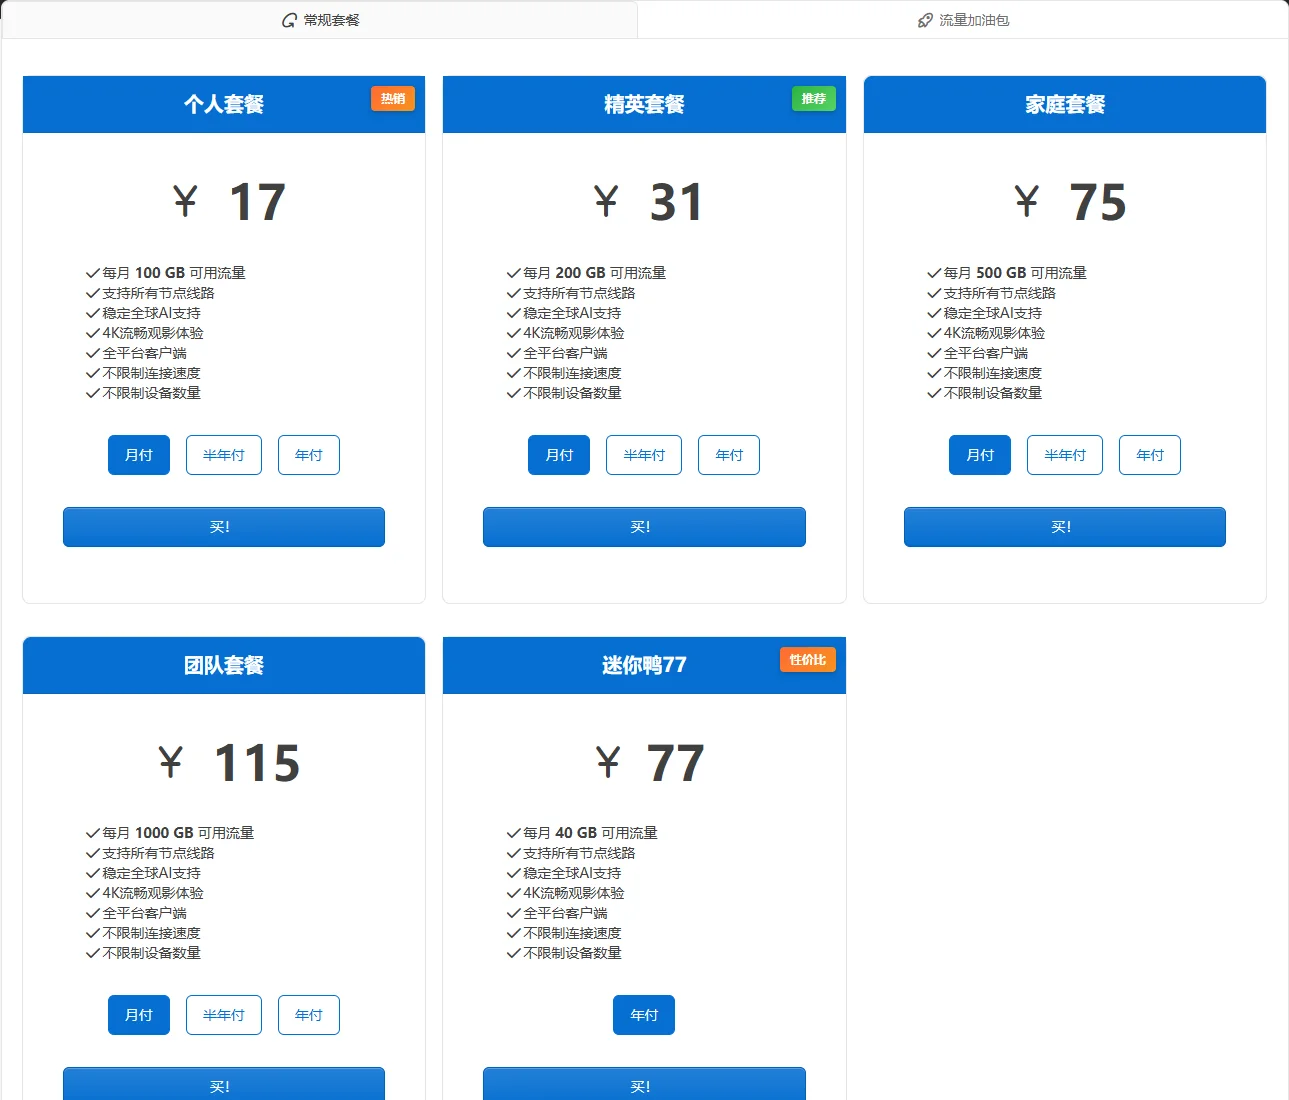 常规套餐
流量加油包
个人套餐
热销
¥ 17
每月 100 GB 可用流量
支持所有节点线路
稳定全球AI支持
4K流畅观影体验
全平台客户端
不限制连接速度
不限制设备数量
月付 半年付 年付
买!
精英套餐
推荐
¥ 31
每月 200 GB 可用流量
支持所有节点线路
稳定全球AI支持
4K流畅观影体验
全平台客户端
不限制连接速度
不限制设备数量
月付 半年付 年付
买!
家庭套餐
¥ 75
每月 500 GB 可用流量
支持所有节点线路
稳定全球AI支持
4K流畅观影体验
全平台客户端
不限制连接速度
不限制设备数量
月付 半年付 年付
买!
团队套餐
¥ 115
每月 1000 GB 可用流量
支持所有节点线路
稳定全球AI支持
4K流畅观影体验
全平台客户端
不限制连接速度
不限制设备数量
月付 半年付 年付
买!
迷你鸭77
性价比
¥ 77
每月 40 GB 可用流量
支持所有节点线路
稳定全球AI支持
4K流畅观影体验
全平台客户端
不限制连接速度
不限制设备数量
年付
买!